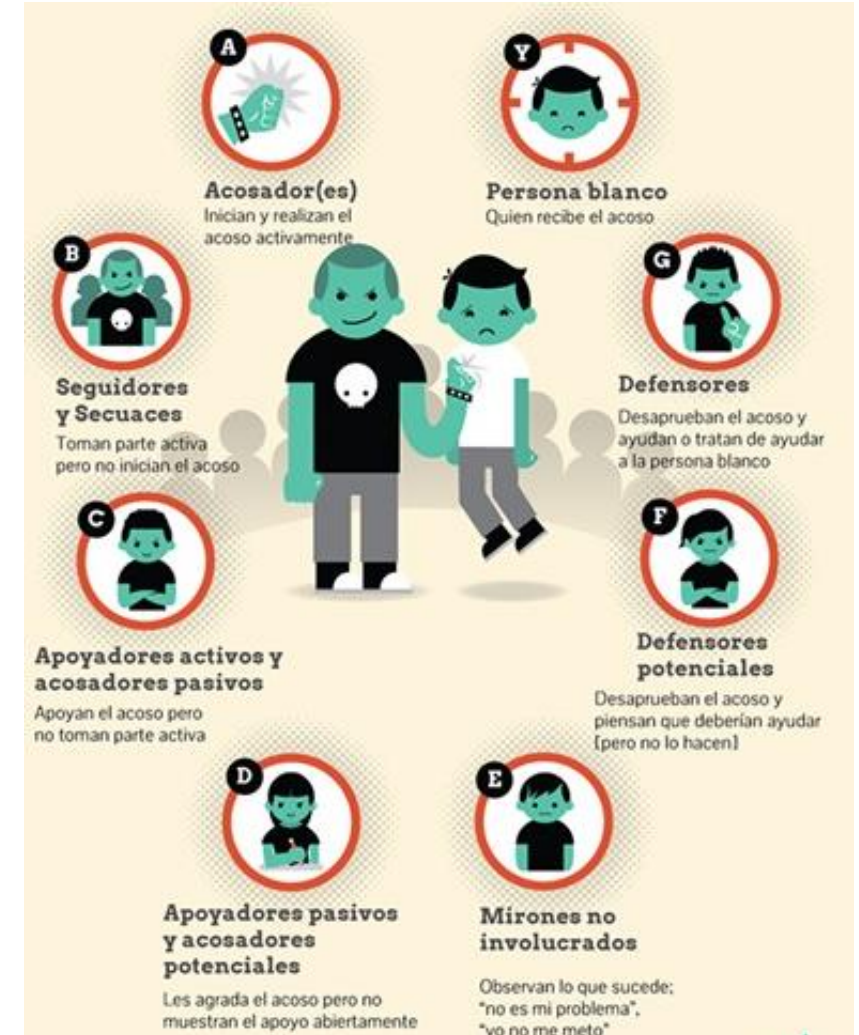 A
Acosador(es)
Inician y realizan el
acoso activamente
Y
Persona blanco
Quien recibe el acoso
B
Seguidores
y Secuaces
Toman parte activa
pero no inician el acoso
G
Defensores
Desaprueban el acoso y
ayudan o tratan de ayudar
a la persona blanco
C
Apoyadores activos y
acosadores pasivos
Apoyan el acoso pero
no toman parte activa
F
Defensores
potenciales
Desaprueban el acoso y
piensan que deberían ayudar
[pero no lo hacen]
D
Apoyadores pasivos
y acosadores
potenciales
Les agrada el acoso pero no
muestran el apoyo abiertamente
E
Mirones no
involucrados
Observan lo que sucede;
"no es mi problema",
"yo no me meto"